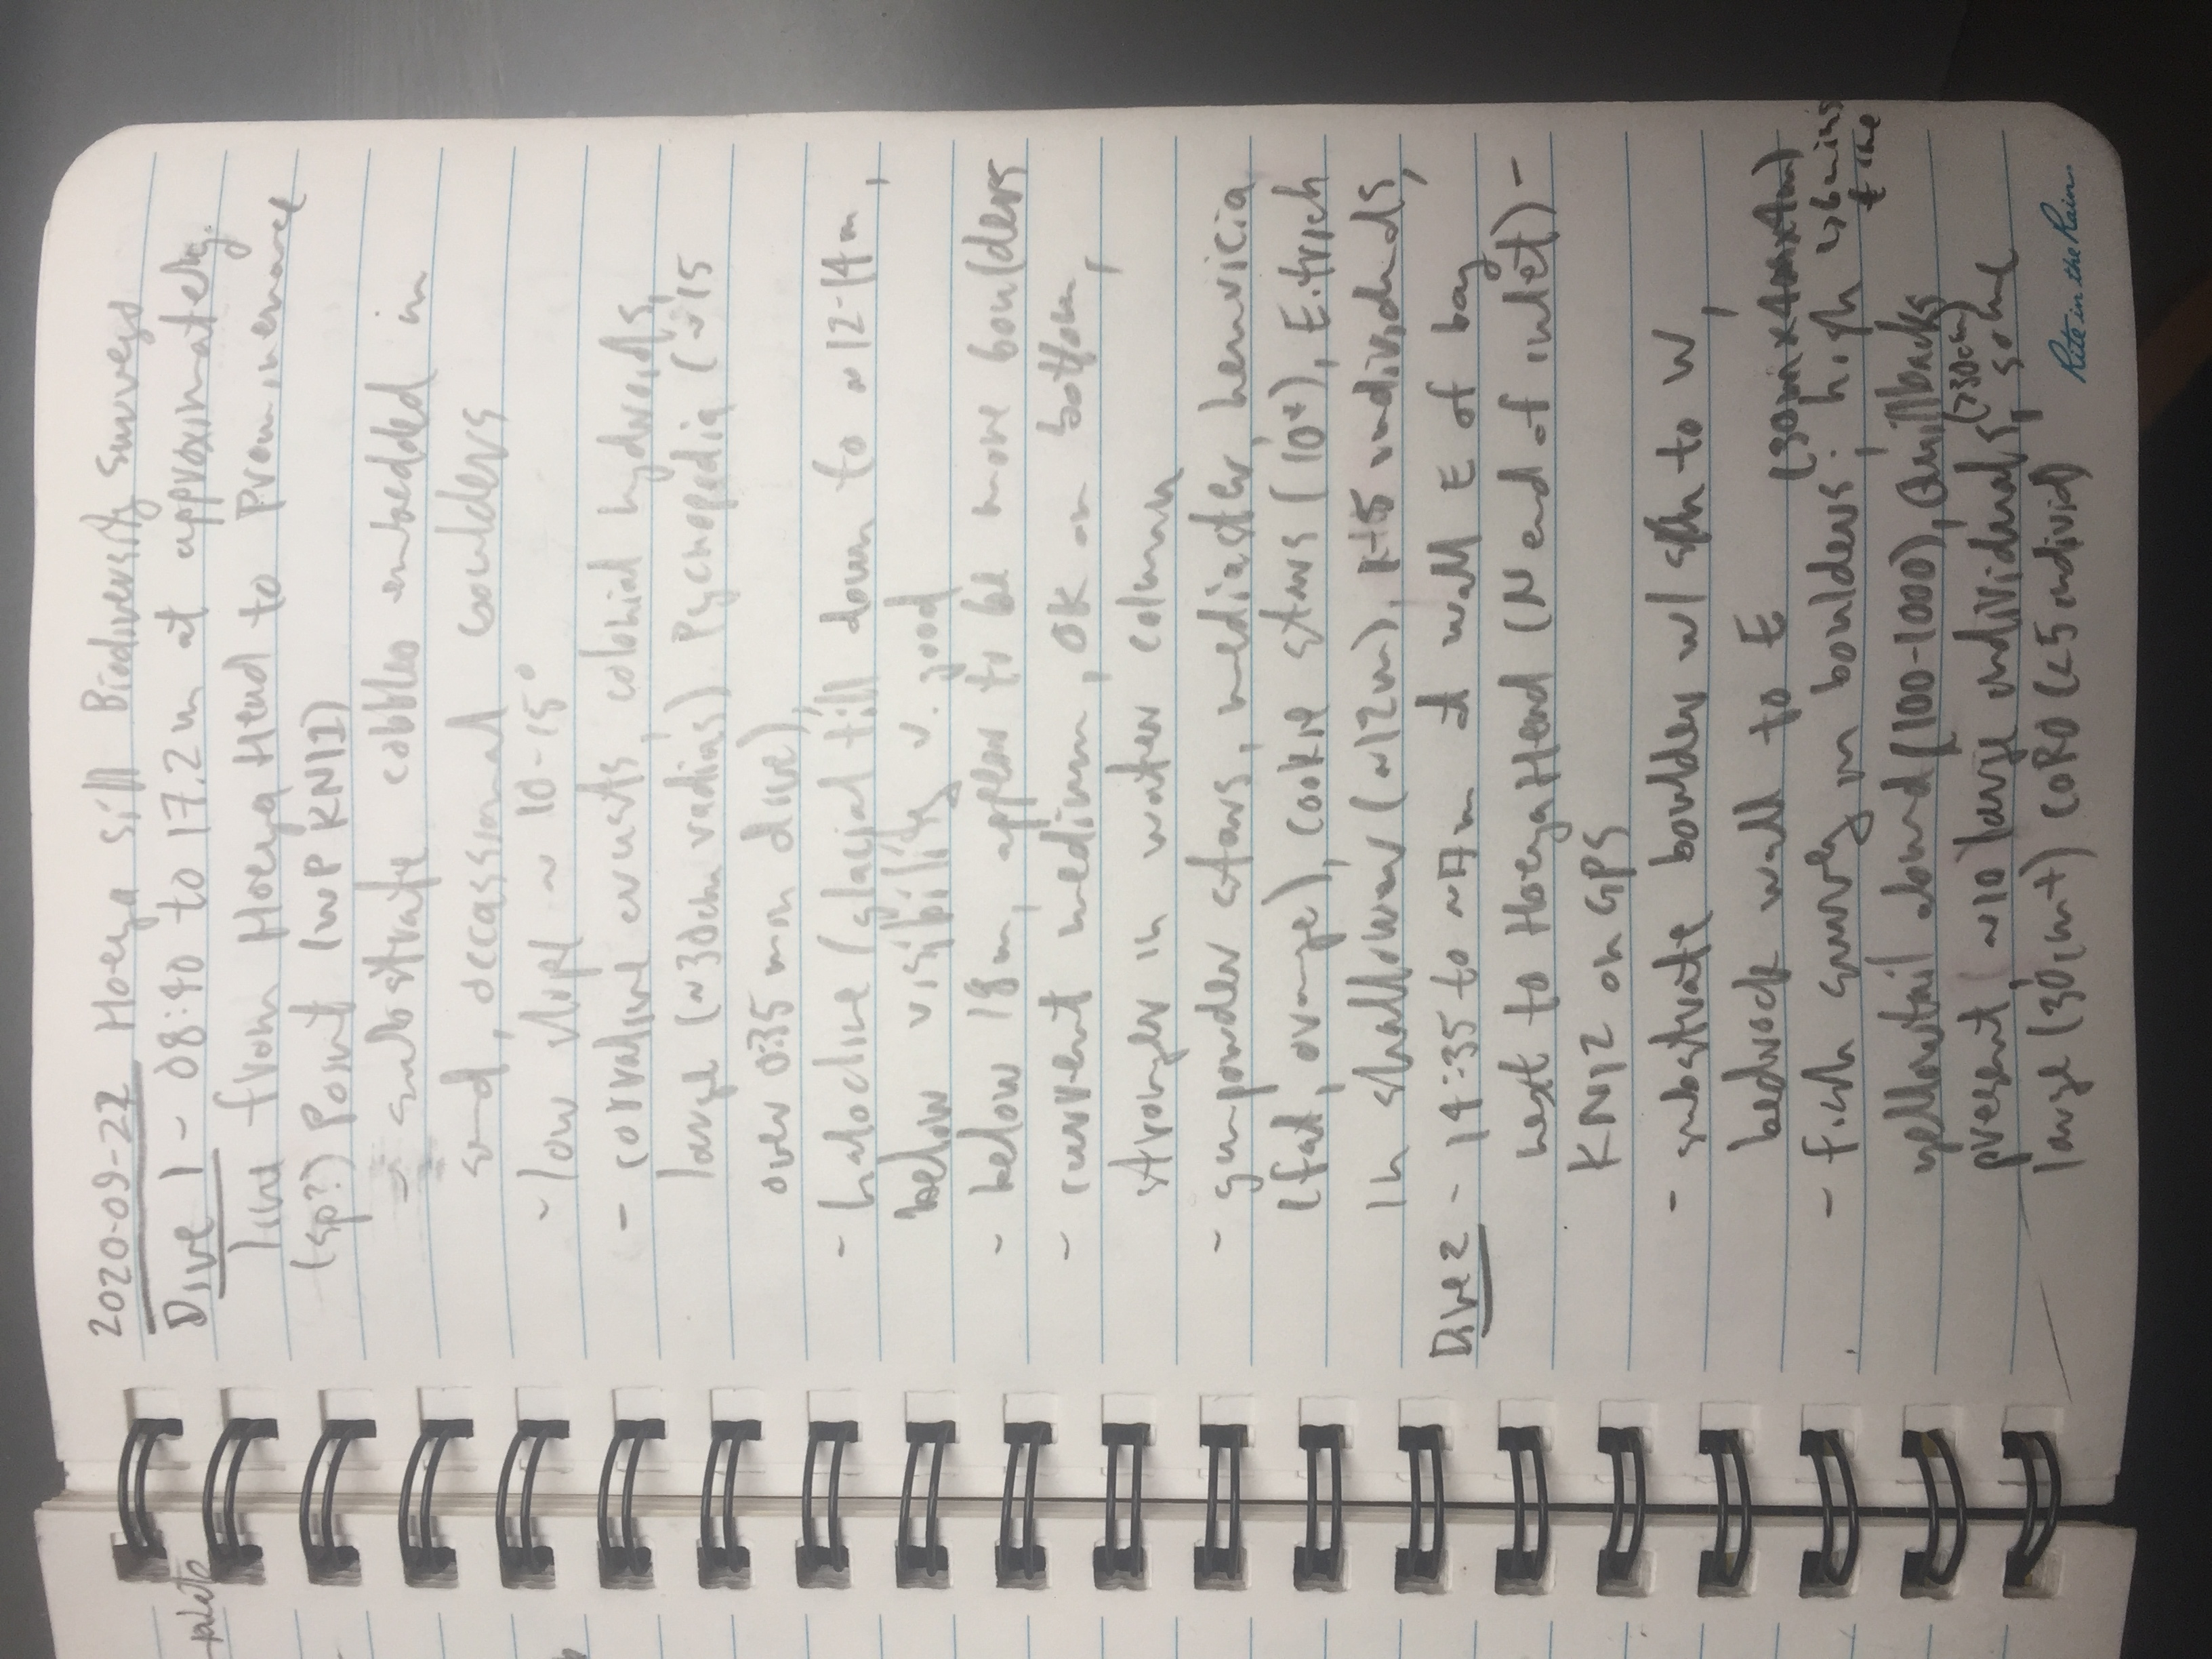 plete
2020-09-22 Hoeya sill Biodiversity surveys
Dive 1 - 08:40 to 17.2m at approximately
line from Hoeya Head to Prominenance
(sp?) Point (WP KN11)
- substrate cobbles embedded in
sand, occassional boulders
- low slope ~ 10-15°
- corraline crusts, colonial hydroids,
large (~30cm radias) Pycnopodia (~15
over 0:35 min dive),
- halocline / glacial till down to ~12-14m,
below visibility v. good
- below 18m, appear to be more boulders
- current medium, OK on bottom,
stronger in water column
- gunpowder stars, mediaster, henricia
(fat, orange), cookie stars (10+), E.trich
in shallower (~12m), 1-5 individuals,
Dive 2 - 14:35 to ~17m at wall E of bay
next to Hoeya Head (N end of inlet) -
KN12 on GPS
- substrate boulder w/ to W,
bedrock wall to E
(30m x 4m x 4m)
- fish survey on boulders; high
↳ 6 mins
time
yellowtail abund (100-1000), Quillbacks
present, ~10 large individuals, (>30cm) some
large (30cm+) CORO (<5 individ)
Rite in the Rain